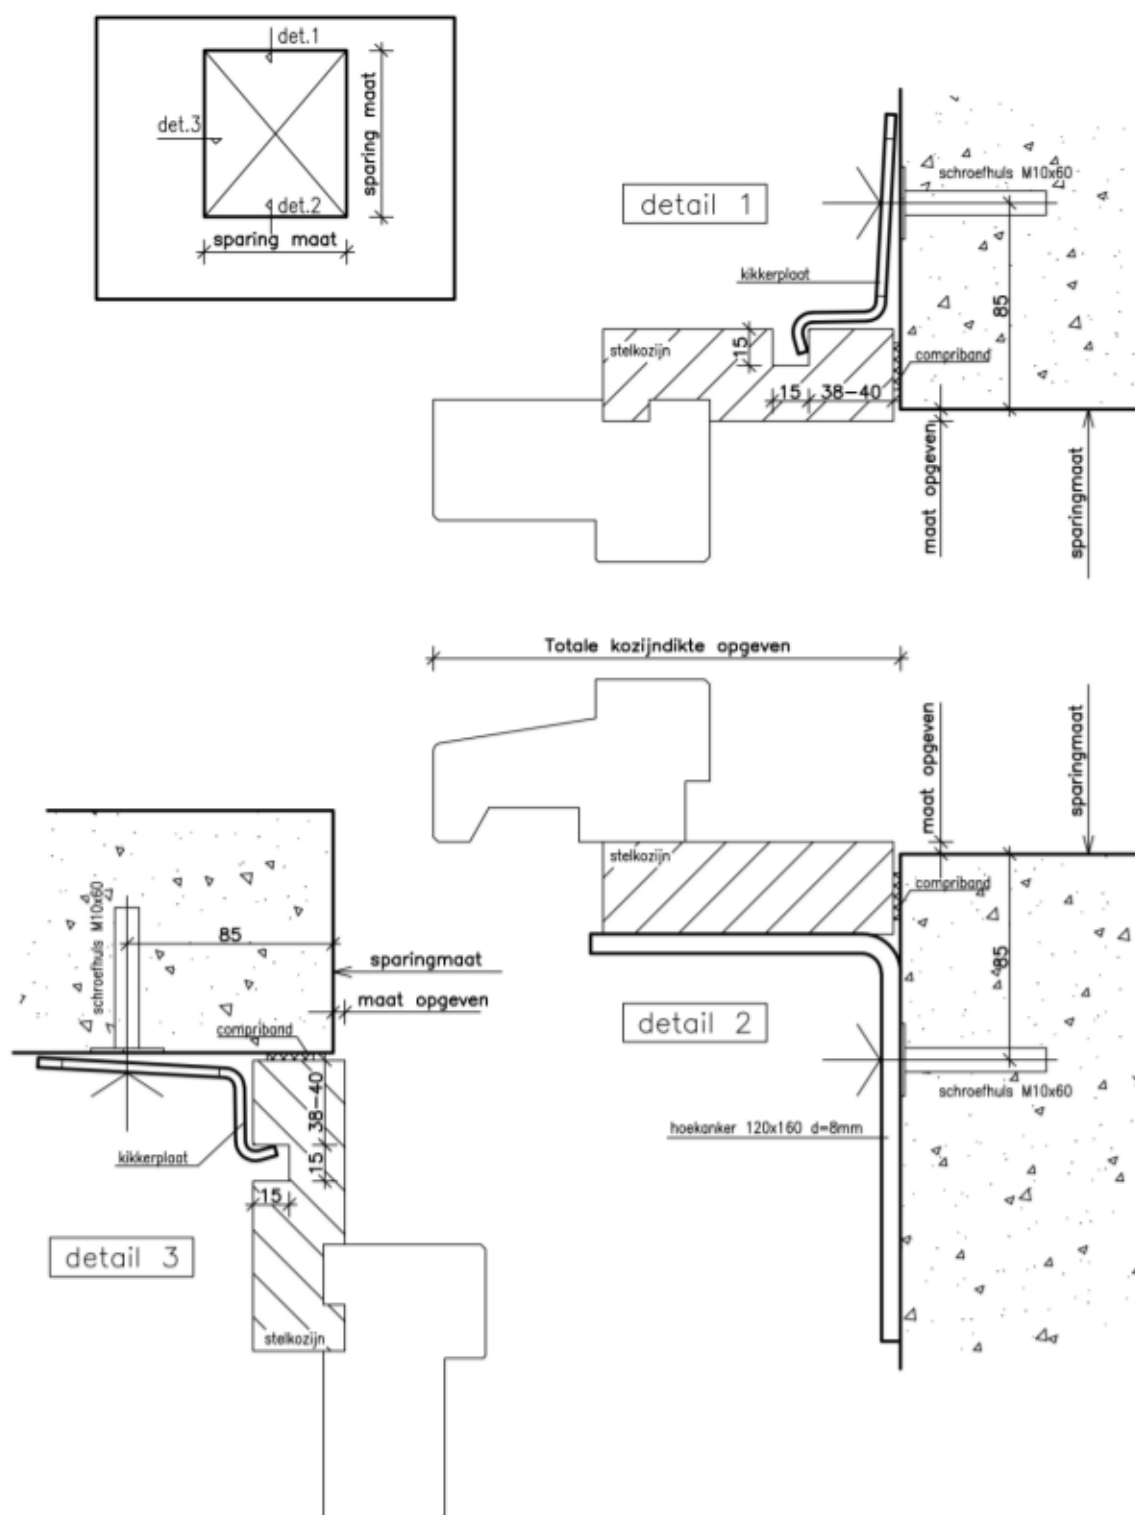 det.1
sparing maat
det.3
det.2
sparing maat
detail 1
schroefhuls M10x60
kikkerplaat
85
stelkozijn
15
compriband
15
38-40
maat opgeven
sparingmaat
Totale kozijndikte opgeven
maat opgeven
sparingmaat
stelkozijn
compriband
85
detail 2
schroefhuls M10x60
hoekanker 120x160 d=8mm
schroefhuls M10x60
85
sparingmaat
maat opgeven
compriband
38-40
kikkerplaat
15
15
detail 3
stelkozijn